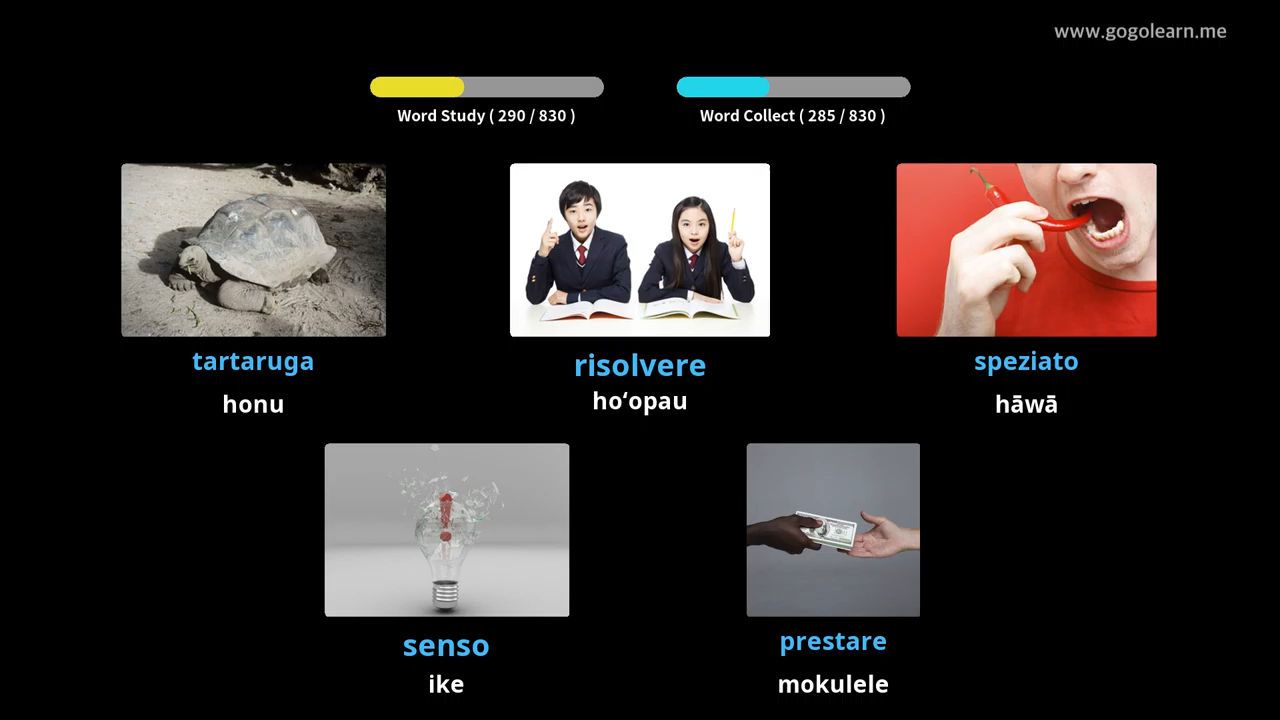 www.gogolearn.me
Word Study ( 290 / 830 )
Word Collect ( 285 / 830 )
tartaruga
honu
risolvere
hoʻopau
speziato
hāwā
senso
ike
prestare
mokulele